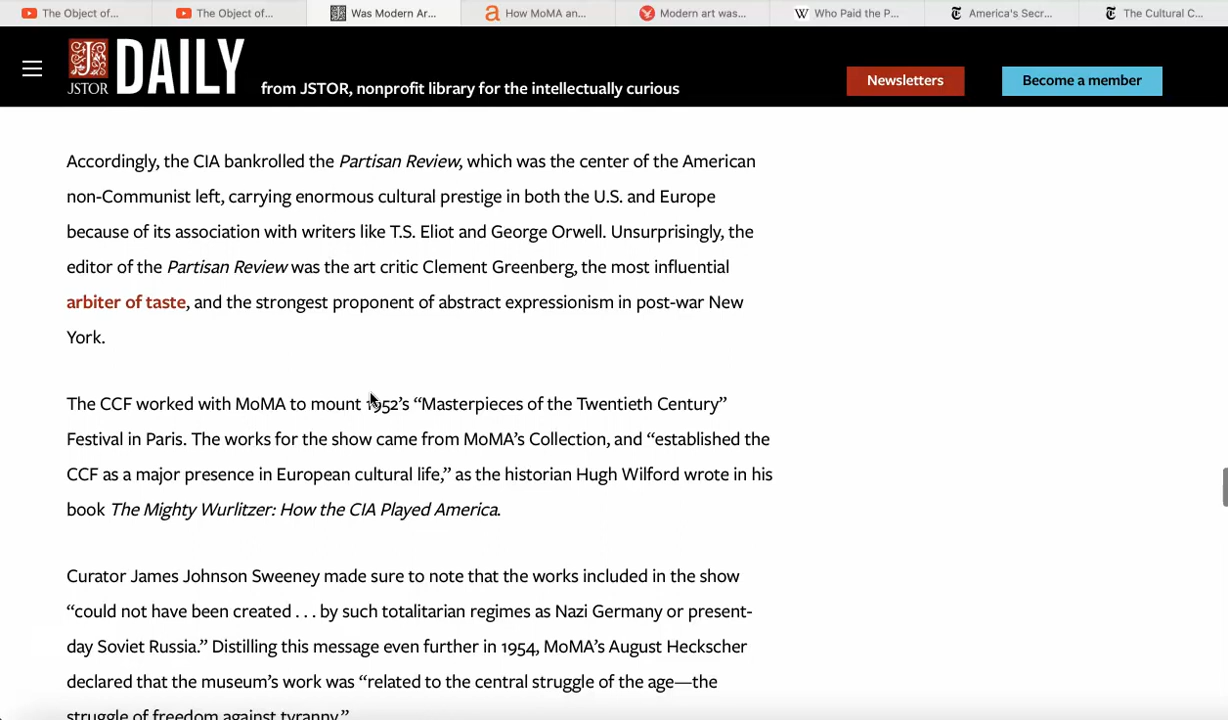 The Object of...
The Object of...
Was Modern Ar...
How MoMA an...
Modern art was...
Who Paid the P...
America's Secr...
The Cultural C...
JSTOR DAILY from JSTOR, nonprofit library for the intellectually curious
Newsletters
Become a member
Accordingly, the CIA bankrolled the Partisan Review, which was the center of the American
non-Communist left, carrying enormous cultural prestige in both the U.S. and Europe
because of its association with writers like T.S. Eliot and George Orwell. Unsurprisingly, the
editor of the Partisan Review was the art critic Clement Greenberg, the most influential
arbiter of taste, and the strongest proponent of abstract expressionism in post-war New
York.
The CCF worked with MoMA to mount 1952’s “Masterpieces of the Twentieth Century”
Festival in Paris. The works for the show came from MoMA’s Collection, and “established the
CCF as a major presence in European cultural life,” as the historian Hugh Wilford wrote in his
book The Mighty Wurlitzer: How the CIA Played America.
Curator James Johnson Sweeney made sure to note that the works included in the show
“could not have been created . . . by such totalitarian regimes as Nazi Germany or present-
day Soviet Russia.” Distilling this message even further in 1954, MoMA’s August Heckscher
declared that the museum’s work was “related to the central struggle of the age—the
struggle of freedom against tyranny.”